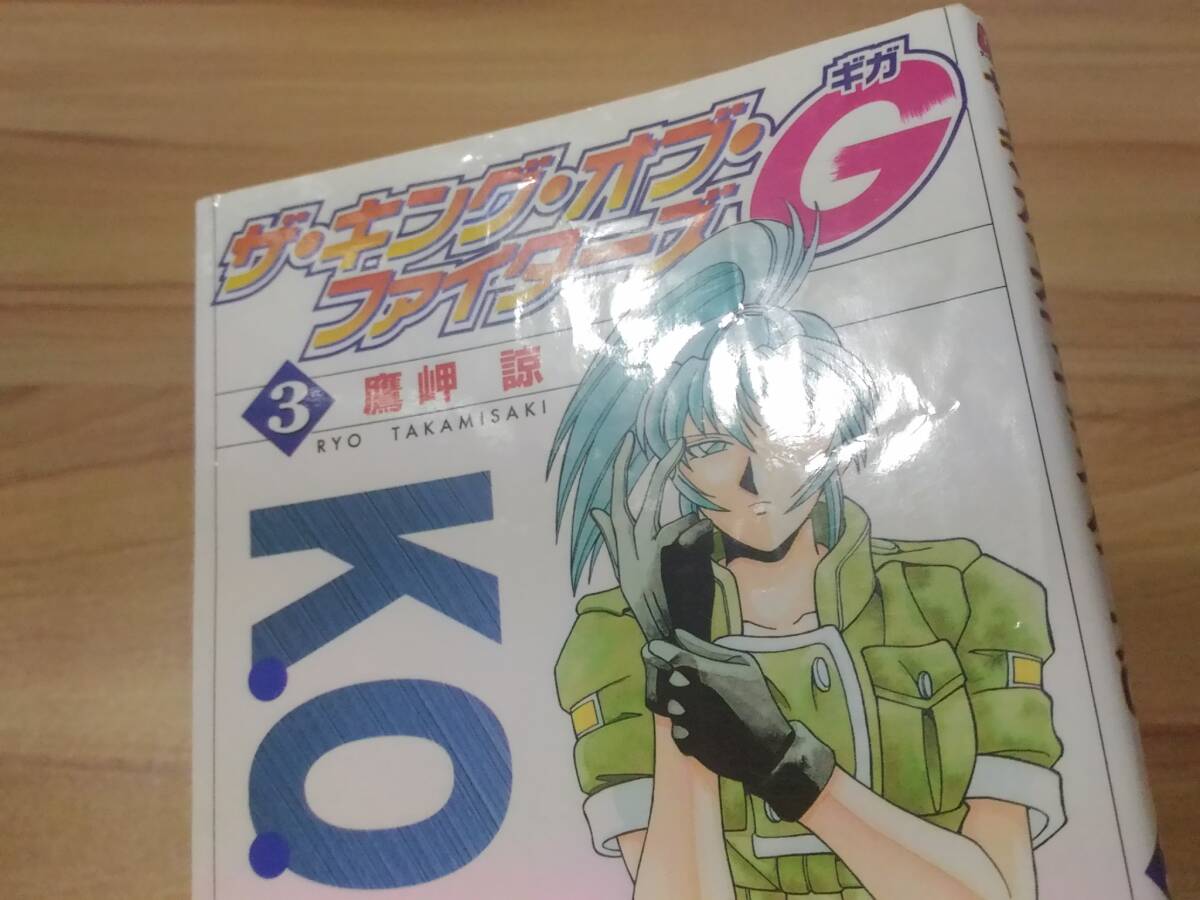 ザ・キング・オブ・
ファイターズ
ギガ
G
3
鷹岬 諒
RYO TAKAMISAKI
K.O.